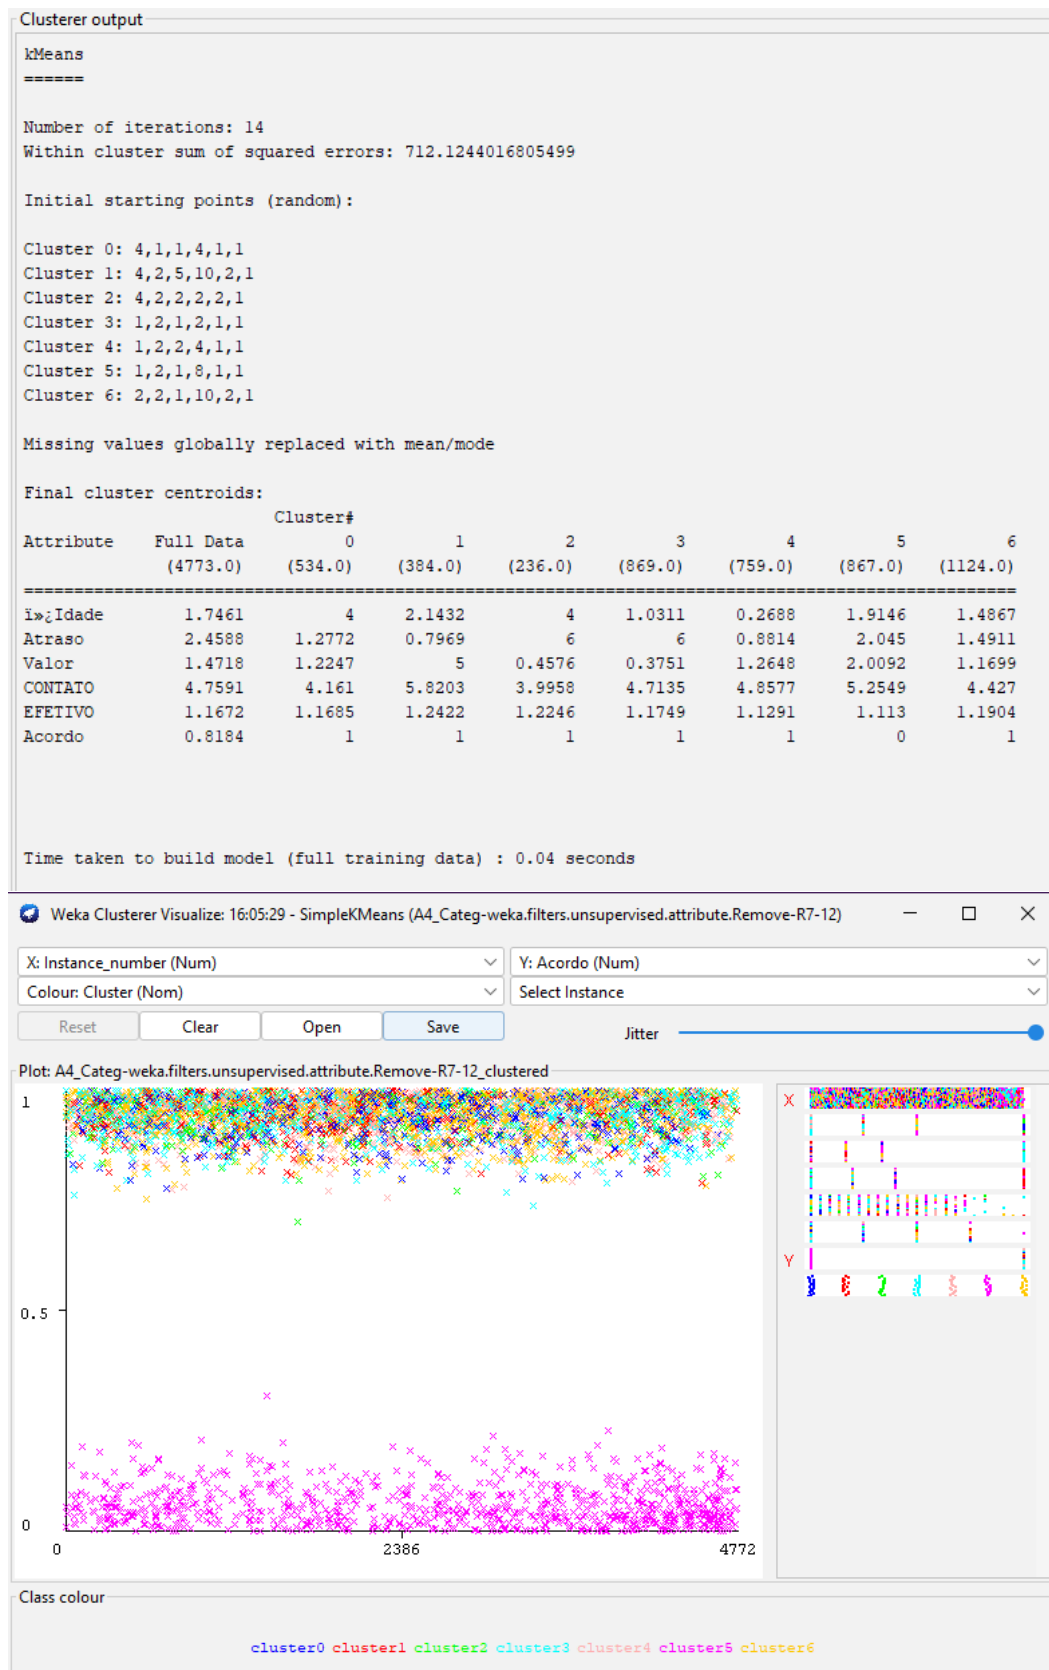 Clusterer output
kMeans
======
Number of iterations: 14
Within cluster sum of squared errors: 712.1244016805499
Initial starting points (random):
Cluster 0: 4,1,1,4,1,1
Cluster 1: 4,2,5,10,2,1
Cluster 2: 4,2,2,2,2,1
Cluster 3: 1,2,1,2,1,1
Cluster 4: 1,2,2,4,1,1
Cluster 5: 1,2,1,8,1,1
Cluster 6: 2,2,1,10,2,1
Missing values globally replaced with mean/mode
Final cluster centroids:
Cluster#
Attribute Full Data 0 1 2 3 4 5 6
(4773.0) (534.0) (384.0) (236.0) (869.0) (759.0) (867.0) (1124.0)
==================================================================================================
ï»¿Idade 1.7461 4 2.1432 4 1.0311 0.2688 1.9146 1.4867
Atraso 2.4588 1.2772 0.7969 6 6 0.8814 2.045 1.4911
Valor 1.4718 1.2247 5 0.4576 0.3751 1.2648 2.0092 1.1699
CONTATO 4.7591 4.161 5.8203 3.9958 4.7135 4.8577 5.2549 4.427
EFETIVO 1.1672 1.1685 1.2422 1.2246 1.1749 1.1291 1.113 1.1904
Acordo 0.8184 1 1 1 1 1 0 1
Time taken to build model (full training data) : 0.04 seconds
Weka Clusterer Visualize: 16:05:29 - SimpleKMeans (A4_Categ-weka.filters.unsupervised.attribute.Remove-R7-12)
X: Instance_number (Num) Y: Acordo (Num)
Colour: Cluster (Nom) Select Instance
Reset Clear Open Save Jitter
Plot: A4_Categ-weka.filters.unsupervised.attribute.Remove-R7-12_clustered
1
X
Y
0.5
0
0 2386 4772
Class colour
cluster0 cluster1 cluster2 cluster3 cluster4 cluster5 cluster6